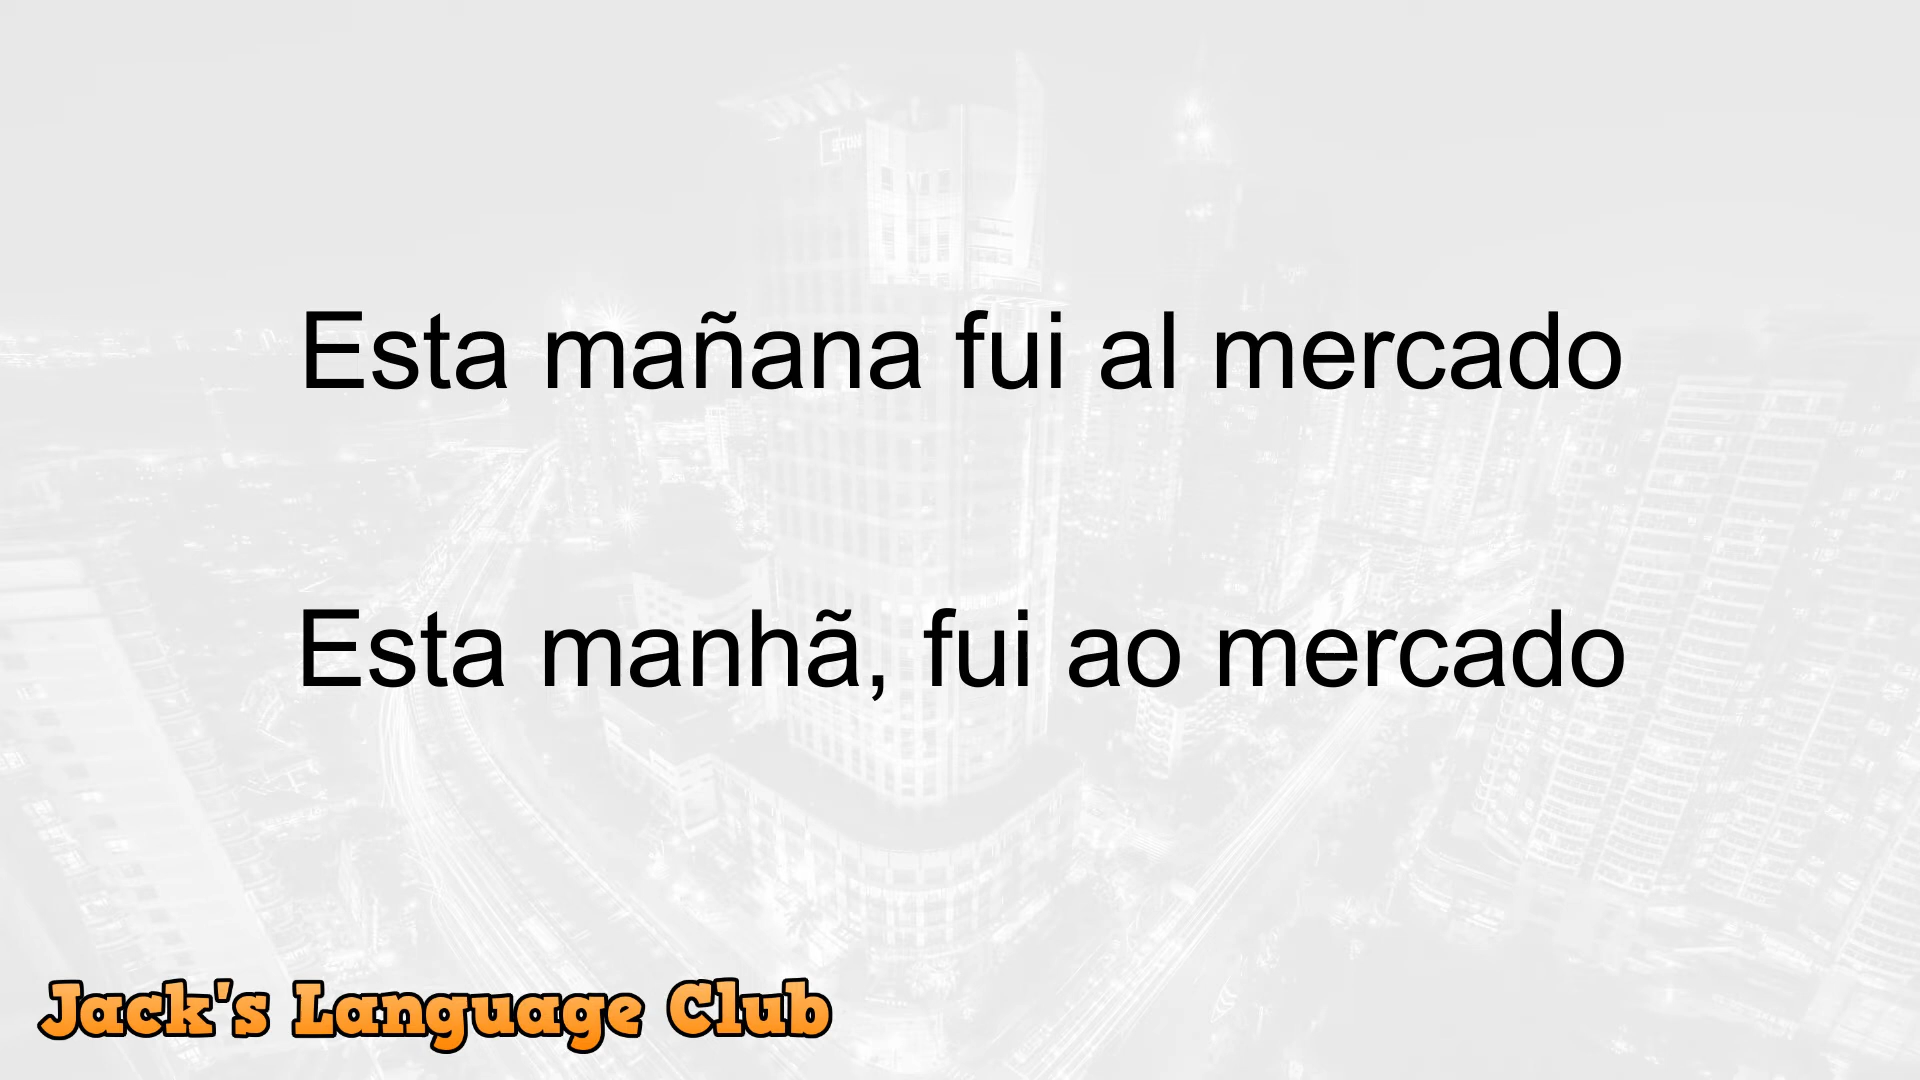 Esta mañana fui al mercado
Esta manhã, fui ao mercado
Jack's Language Club